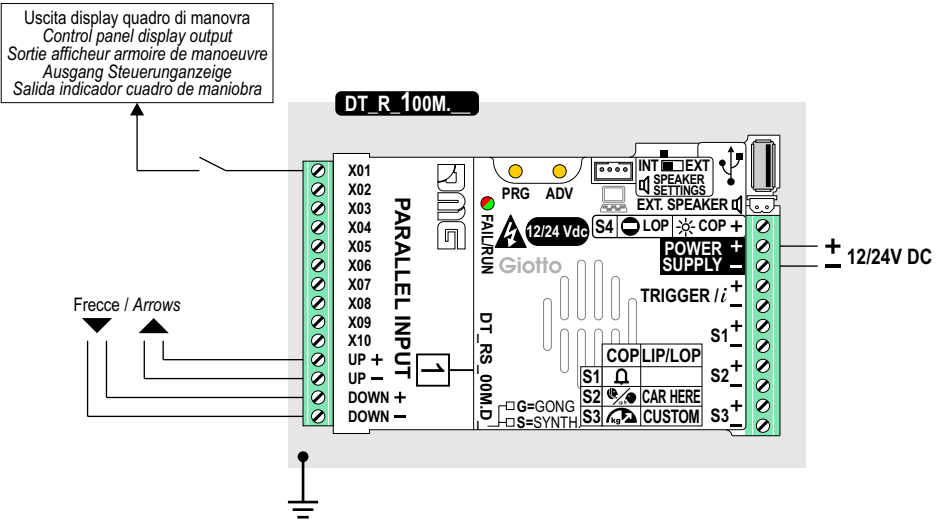 Uscita display quadro di manovra
Control panel display output
Sortie afficheur armoire de manoeuvre
Ausgang Steuerunganzeige
Salida indicador cuadro de maniobra
DT_R_100M.__
X01
X02
X03
X04
X05
X06
X07
X08
X09
X10
UP +
UP –
DOWN +
DOWN –
PARALLEL INPUT
1
DMG
FAIL/RUN
DT_RS_00M.D_
PRG ADV
INT EXT
SPEAKER
SETTINGS
EXT. SPEAKER
12/24 Vdc
S4 LOP COP +
POWER +
SUPPLY –
Giotto
TRIGGER / i + –
S1 + –
S2 + –
S3 + –
COP LIP/LOP
S1
S2 CAR HERE
S3 kg CUSTOM
G=GONG
S=SYNTH.
+
–
12/24V DC
Frecce / Arrows